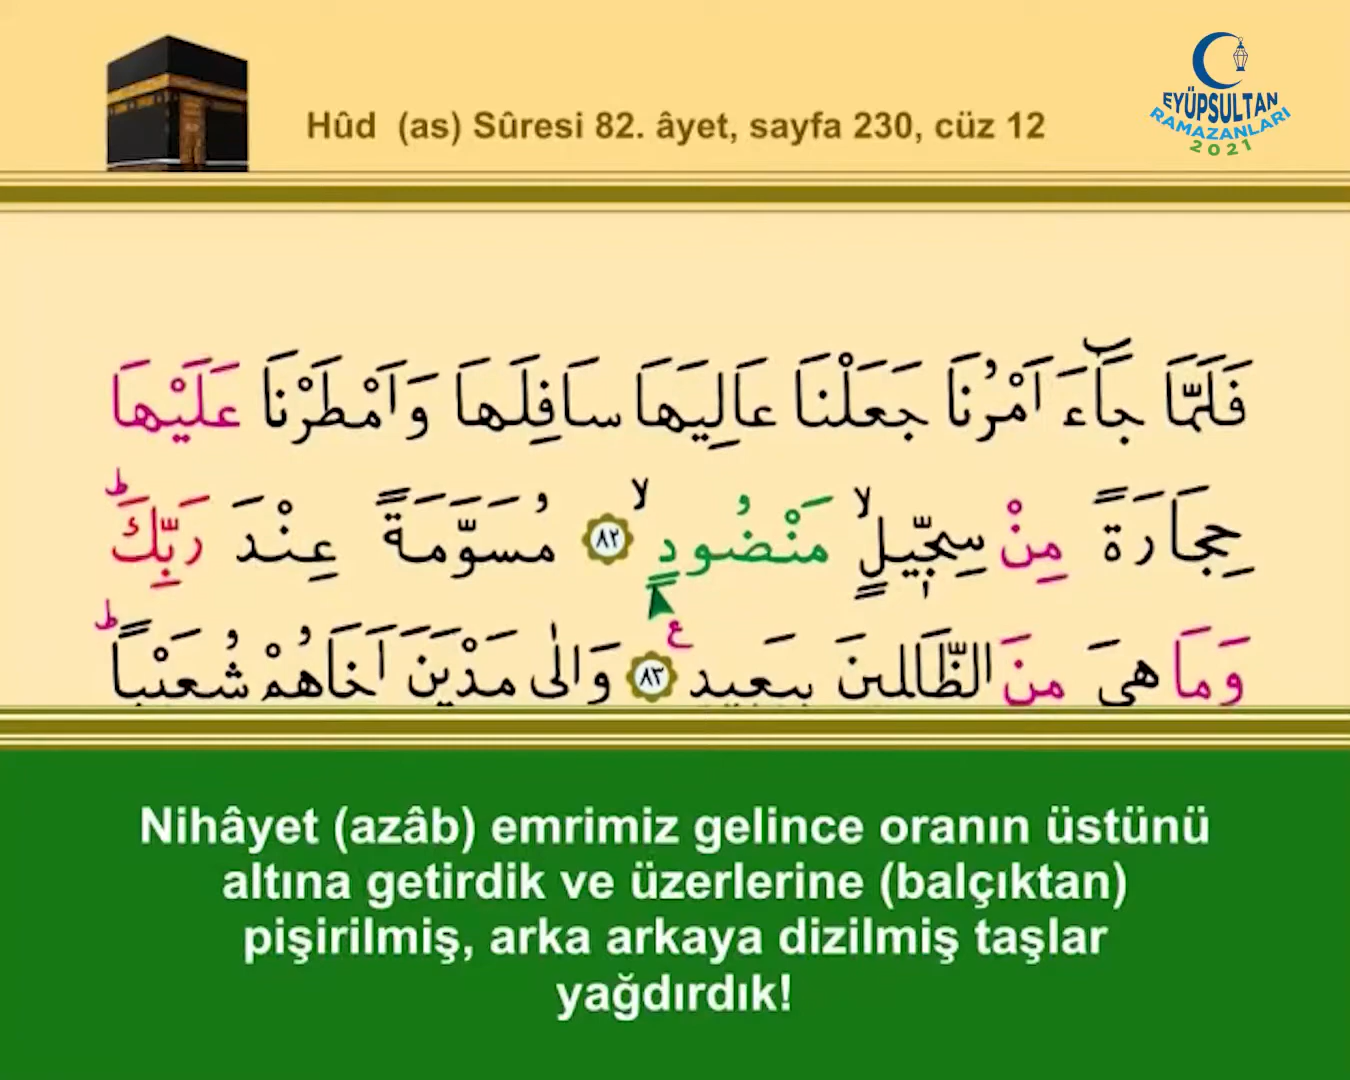 Hûd (as) Sûresi 82. âyet, sayfa 230, cüz 12
EYÜPSULTAN
RAMAZANLARI
2021
فَلَمَّا جَٓاءَ اَمْرُنَا جَعَلْنَا عَالِيَهَا سَافِلَهَا وَاَمْطَرْنَا عَلَيْهَا
حِجَارَةً مِنْ سِجّ۪يلٍۙ مَنْضُودٍۙ ﴿٨٢﴾ مُسَوَّمَةً عِنْدَ رَبِّكَۜ
وَمَا هِيَ مِنَ الظَّالِم۪ينَ بِبَع۪يدٍ ع ﴿٨٣﴾ وَاِلٰى مَدْيَنَ اَخَاهُمْ شُعَيْبًاۜ
Nihâyet (azâb) emrimiz gelince oranın üstünü
altına getirdik ve üzerlerine (balçıktan)
pişirilmiş, arka arkaya dizilmiş taşlar
yağdırdık!